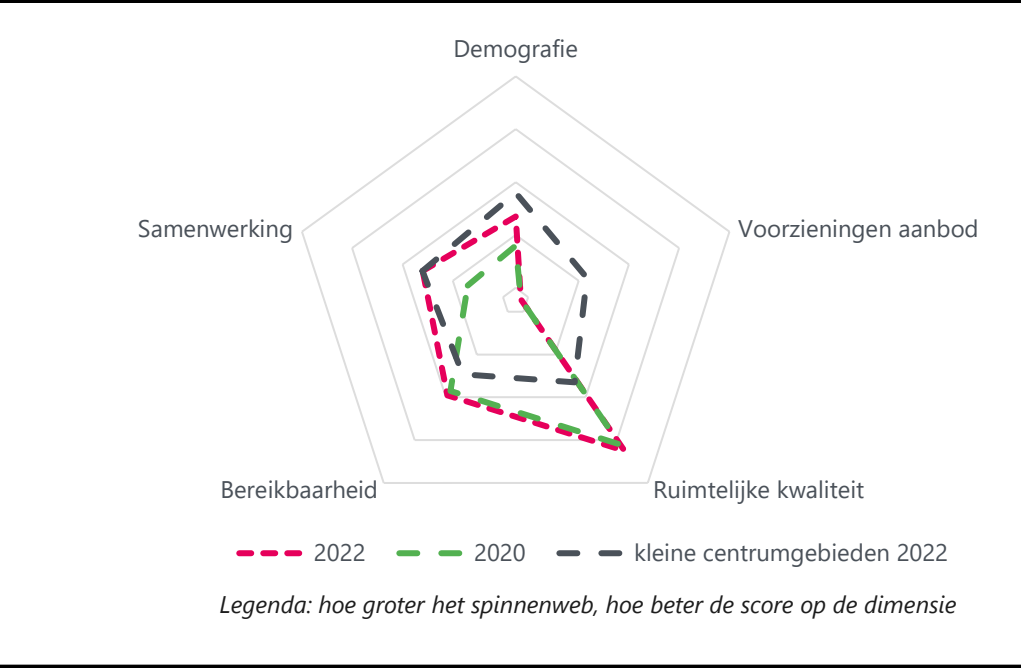 Demografie
Samenwerking
Voorzieningen aanbod
Bereikbaarheid
Ruimtelijke kwaliteit
2022 2020 kleine centrumgebieden 2022
Legenda: hoe groter het spinnenweb, hoe beter de score op de dimensie